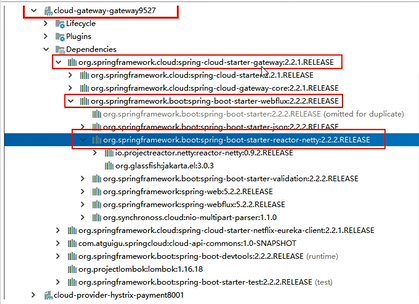 cloud-gateway-gateway9527
Lifecycle
Plugins
Dependencies
org.springframework.cloud:spring-cloud-starter-gateway:2.2.1.RELEASE
org.springframework.cloud:spring-cloud-starter:2.2.1.RELEASE
org.springframework.cloud:spring-cloud-gateway-core:2.2.1.RELEASE
org.springframework.boot:spring-boot-starter-webflux:2.2.2.RELEASE
org.springframework.boot:spring-boot-starter:2.2.2.RELEASE (omitted for duplicate)
org.springframework.boot:spring-boot-starter-json:2.2.2.RELEASE
org.springframework.boot:spring-boot-starter-reactor-netty:2.2.2.RELEASE
io.projectreactor.netty:reactor-netty:0.9.2.RELEASE
org.glassfish:jakarta.el:3.0.3
org.springframework.boot:spring-boot-starter-validation:2.2.2.RELEASE
org.springframework:spring-web:5.2.2.RELEASE
org.springframework:spring-webflux:5.2.2.RELEASE
org.synchronoss.cloud:nio-multipart-parser:1.1.0
org.springframework.cloud:spring-cloud-starter-netflix-eureka-client:2.2.1.RELEASE
com.atguigu.springcloud:cloud-api-commons:1.0-SNAPSHOT
org.springframework.boot:spring-boot-devtools:2.2.2.RELEASE (runtime)
org.projectlombok:lombok:1.16.18
org.springframework.boot:spring-boot-starter-test:2.2.2.RELEASE (test)
cloud-provider-hystrix-payment8001